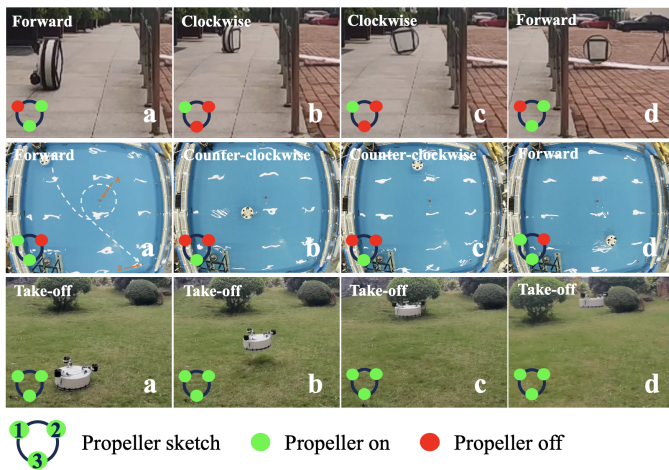 Forward
a
Clockwise
b
Clockwise
c
Forward
d
Forward
a
Counter-clockwise
b
Counter-clockwise
c
Forward
d
Take-off
a
Take-off
b
Take-off
c
Take-off
d
1 2
3
Propeller sketch Propeller on Propeller off